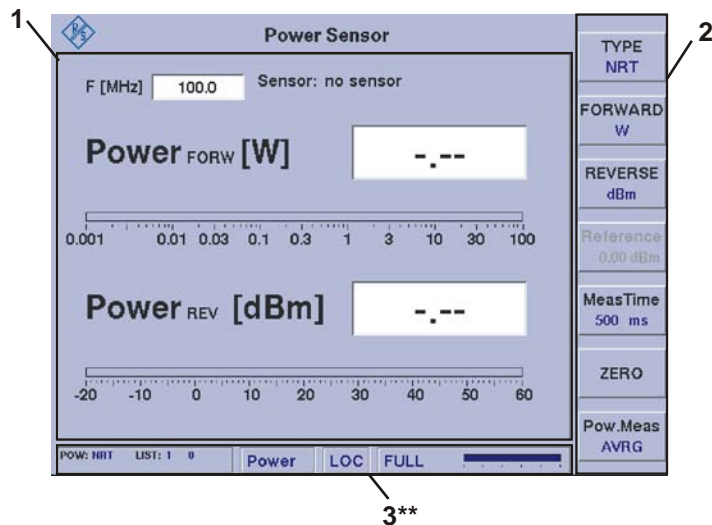 1
2
R/S
Power Sensor
F [MHz] 100.0 Sensor: no sensor
Power FORW [W] -.--
0.001 0.01 0.03 0.1 0.3 1 3 10 30 100
Power REV [dBm] -.--
-20 -10 0 10 20 30 40 50 60
TYPE
NRT
FORWARD
W
REVERSE
dBm
Reference
0.00 dBm
MeasTime
500 ms
ZERO
Pow.Meas
AVRG
POW: NRT LIST: 1 0 Power LOC FULL
3**